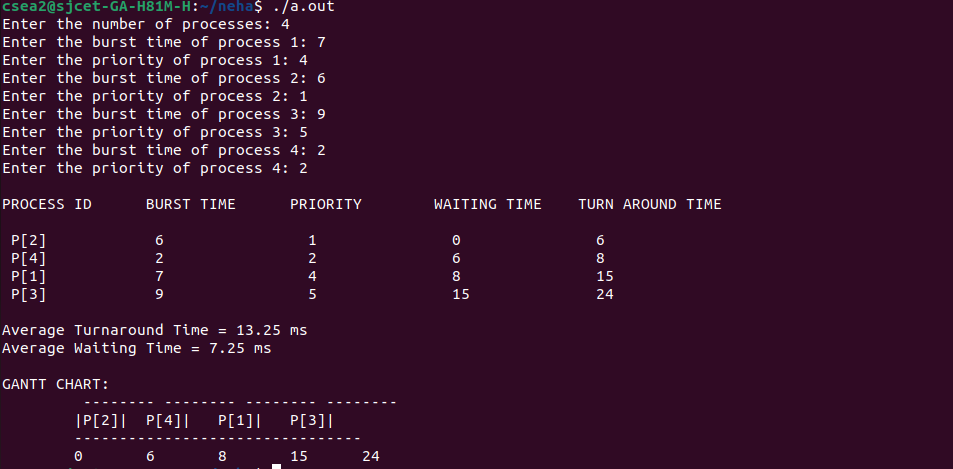 csea2@sjcet-GA-H81M-H:~/neha$ ./a.out
Enter the number of processes: 4
Enter the burst time of process 1: 7
Enter the priority of process 1: 4
Enter the burst time of process 2: 6
Enter the priority of process 2: 1
Enter the burst time of process 3: 9
Enter the priority of process 3: 5
Enter the burst time of process 4: 2
Enter the priority of process 4: 2
PROCESS ID BURST TIME PRIORITY WAITING TIME TURN AROUND TIME
P[2] 6 1 0 6
P[4] 2 2 6 8
P[1] 7 4 8 15
P[3] 9 5 15 24
Average Turnaround Time = 13.25 ms
Average Waiting Time = 7.25 ms
GANTT CHART:
-------- -------- -------- --------
|P[2]| P[4]| P[1]| P[3]|
--------------------------------
0 6 8 15 24